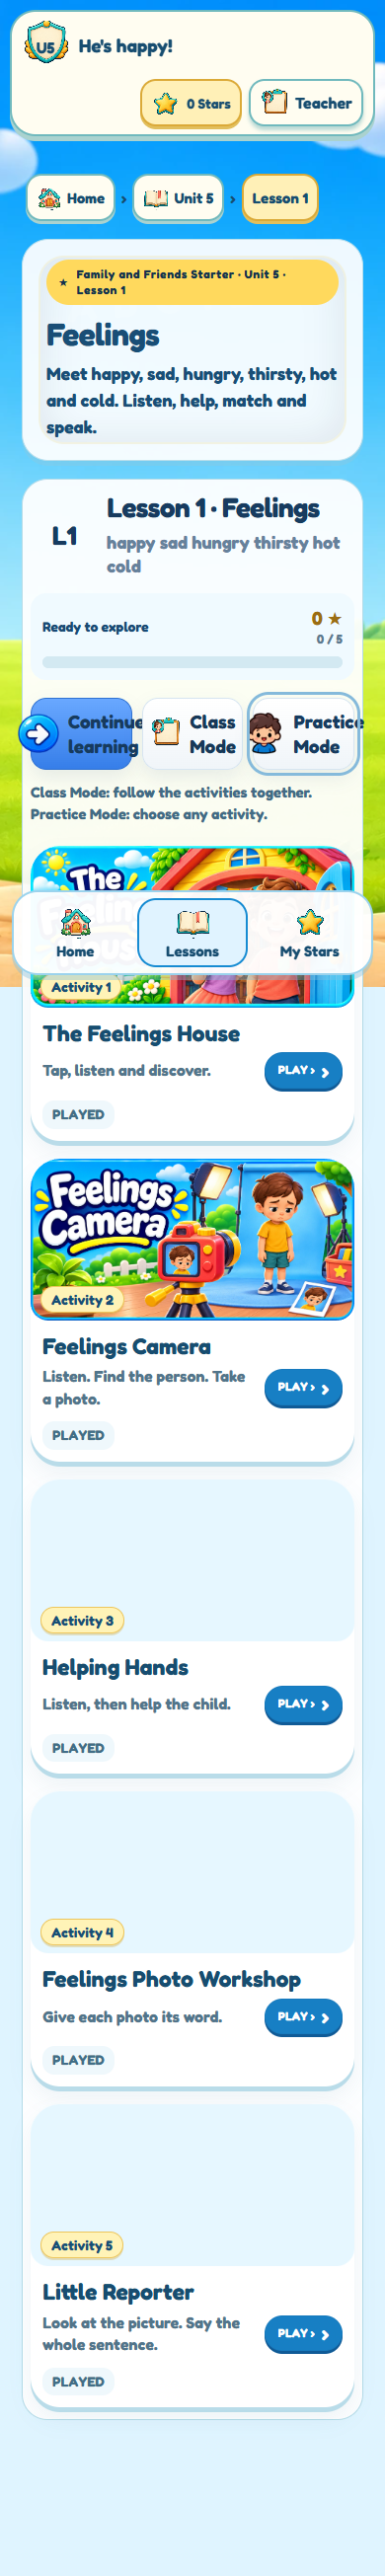 U5
He's happy!
0 Stars
Teacher
Home › Unit 5 › Lesson 1
★ Family and Friends Starter · Unit 5 ·
Lesson 1
Feelings
Meet happy, sad, hungry, thirsty, hot
and cold. Listen, help, match and
speak.
L1
Lesson 1 · Feelings
happy sad hungry thirsty hot
cold
Ready to explore
0 ★
0 / 5
Continue
learning
Class
Mode
Practice
Mode
Class Mode: follow the activities together.
Practice Mode: choose any activity.
The
Feelings
House
Home
Lessons
My Stars
Activity 1
The Feelings House
Tap, listen and discover.
PLAY › ›
PLAYED
Feelings
Camera
Activity 2
Feelings Camera
Listen. Find the person. Take
a photo.
PLAY › ›
PLAYED
Activity 3
Helping Hands
Listen, then help the child.
PLAY › ›
PLAYED
Activity 4
Feelings Photo Workshop
Give each photo its word.
PLAY › ›
PLAYED
Activity 5
Little Reporter
Look at the picture. Say the
whole sentence.
PLAY › ›
PLAYED